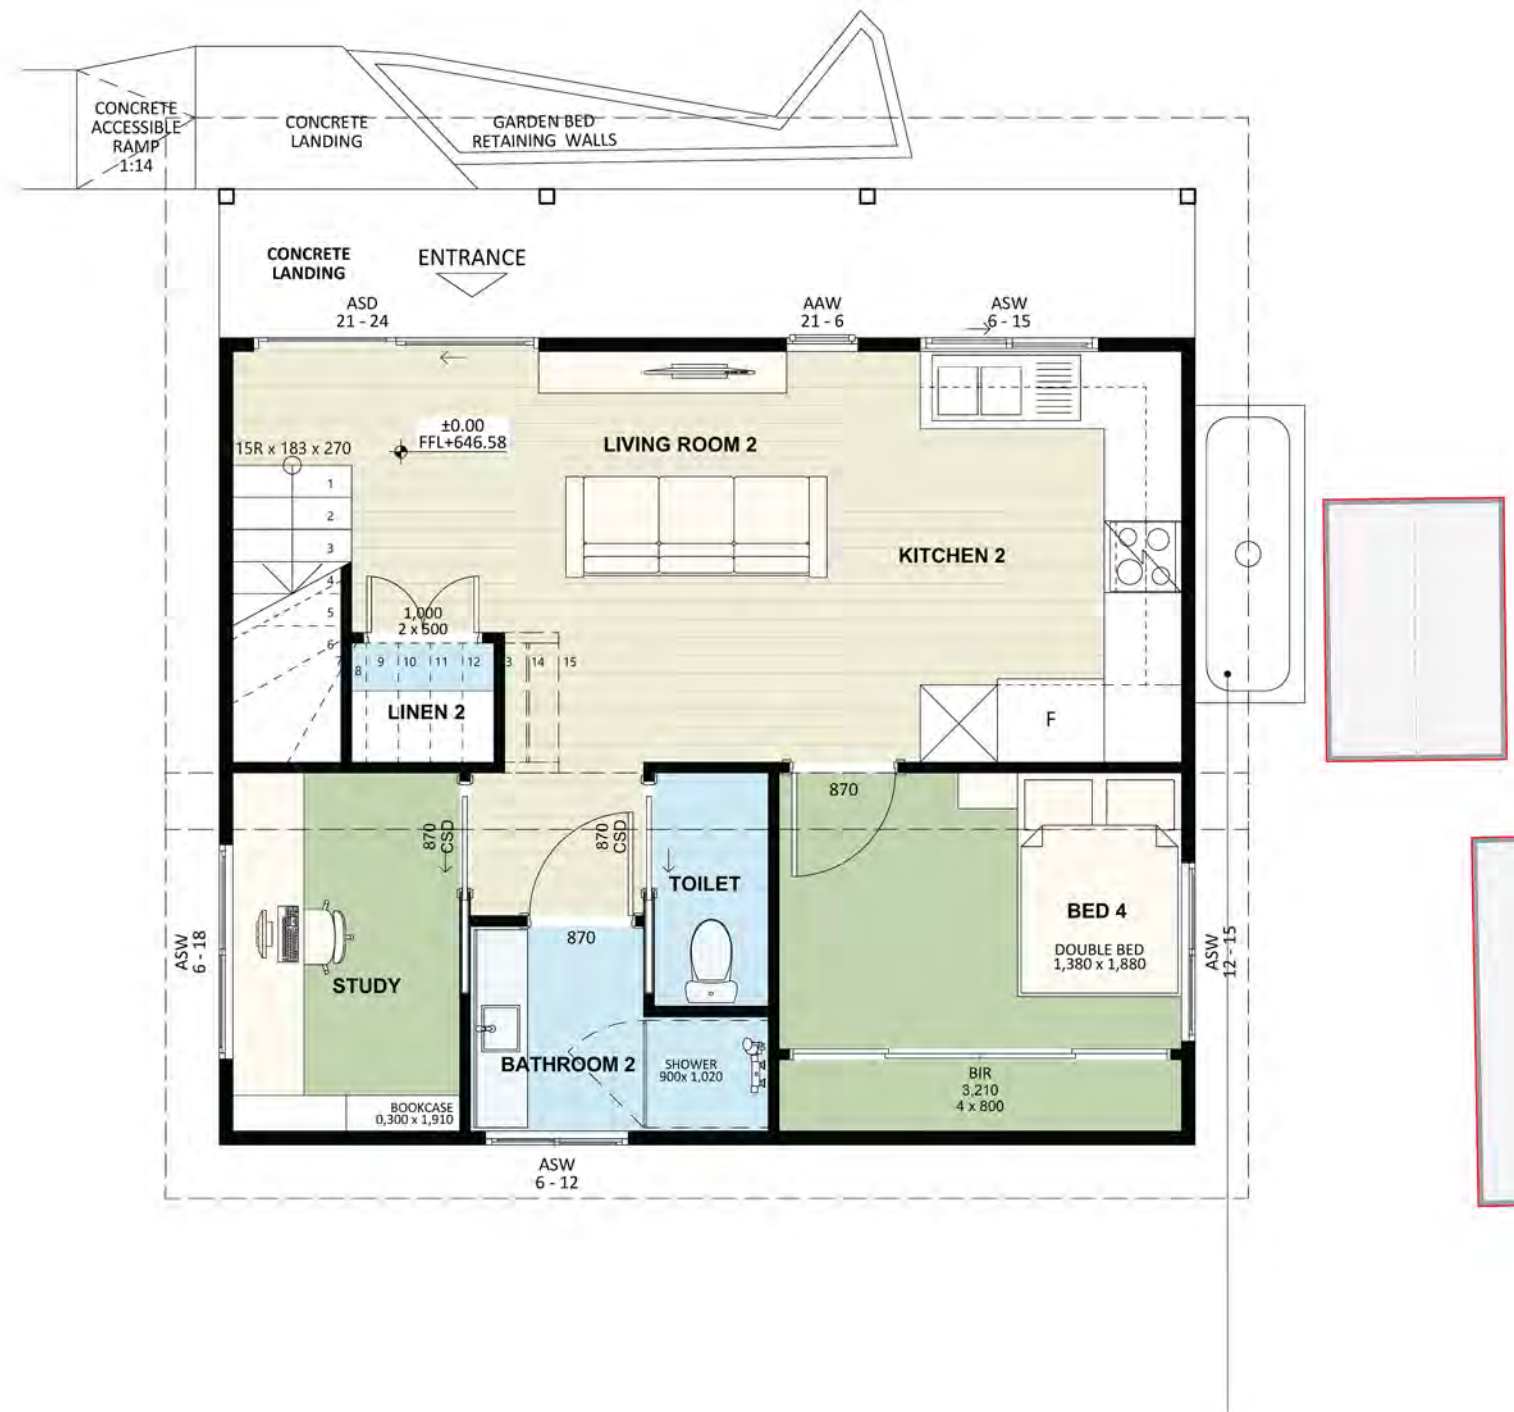 CONCRETE
ACCESSIBLE
RAMP
1:14
CONCRETE
LANDING
GARDEN BED
RETAINING WALLS
CONCRETE
LANDING
ENTRANCE
ASD
21 - 24
AAW
21 - 6
ASW
6 - 15
±0.00
FFL+646.58
15R x 183 x 270
LIVING ROOM 2
KITCHEN 2
1
2
3
4
5
6
7
8
9
10
11
12
3
14
15
1,000
2 x 500
LINEN 2
F
870
CSD
870
CSD
870
TOILET
BED 4
DOUBLE BED
1,380 x 1,880
ASW
6 - 18
ASW
12 - 15
870
STUDY
BATHROOM 2
SHOWER
900x 1,020
BIR
3,210
4 x 800
BOOKCASE
0,300 x 1,910
ASW
6 - 12